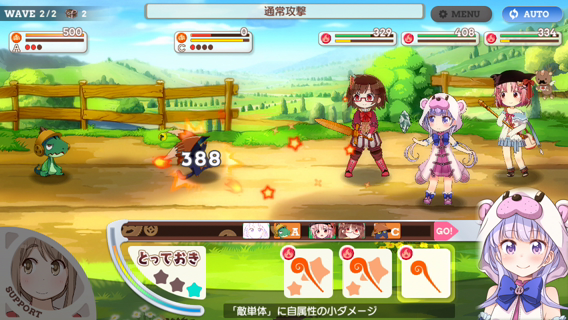 WAVE 2/2
2
通常攻撃
MENU
AUTO
500
A
0
C
329
408
334
388
A
C
GO!
とっておき
SUPPORT
「敵単体」に自属性の小ダメージ